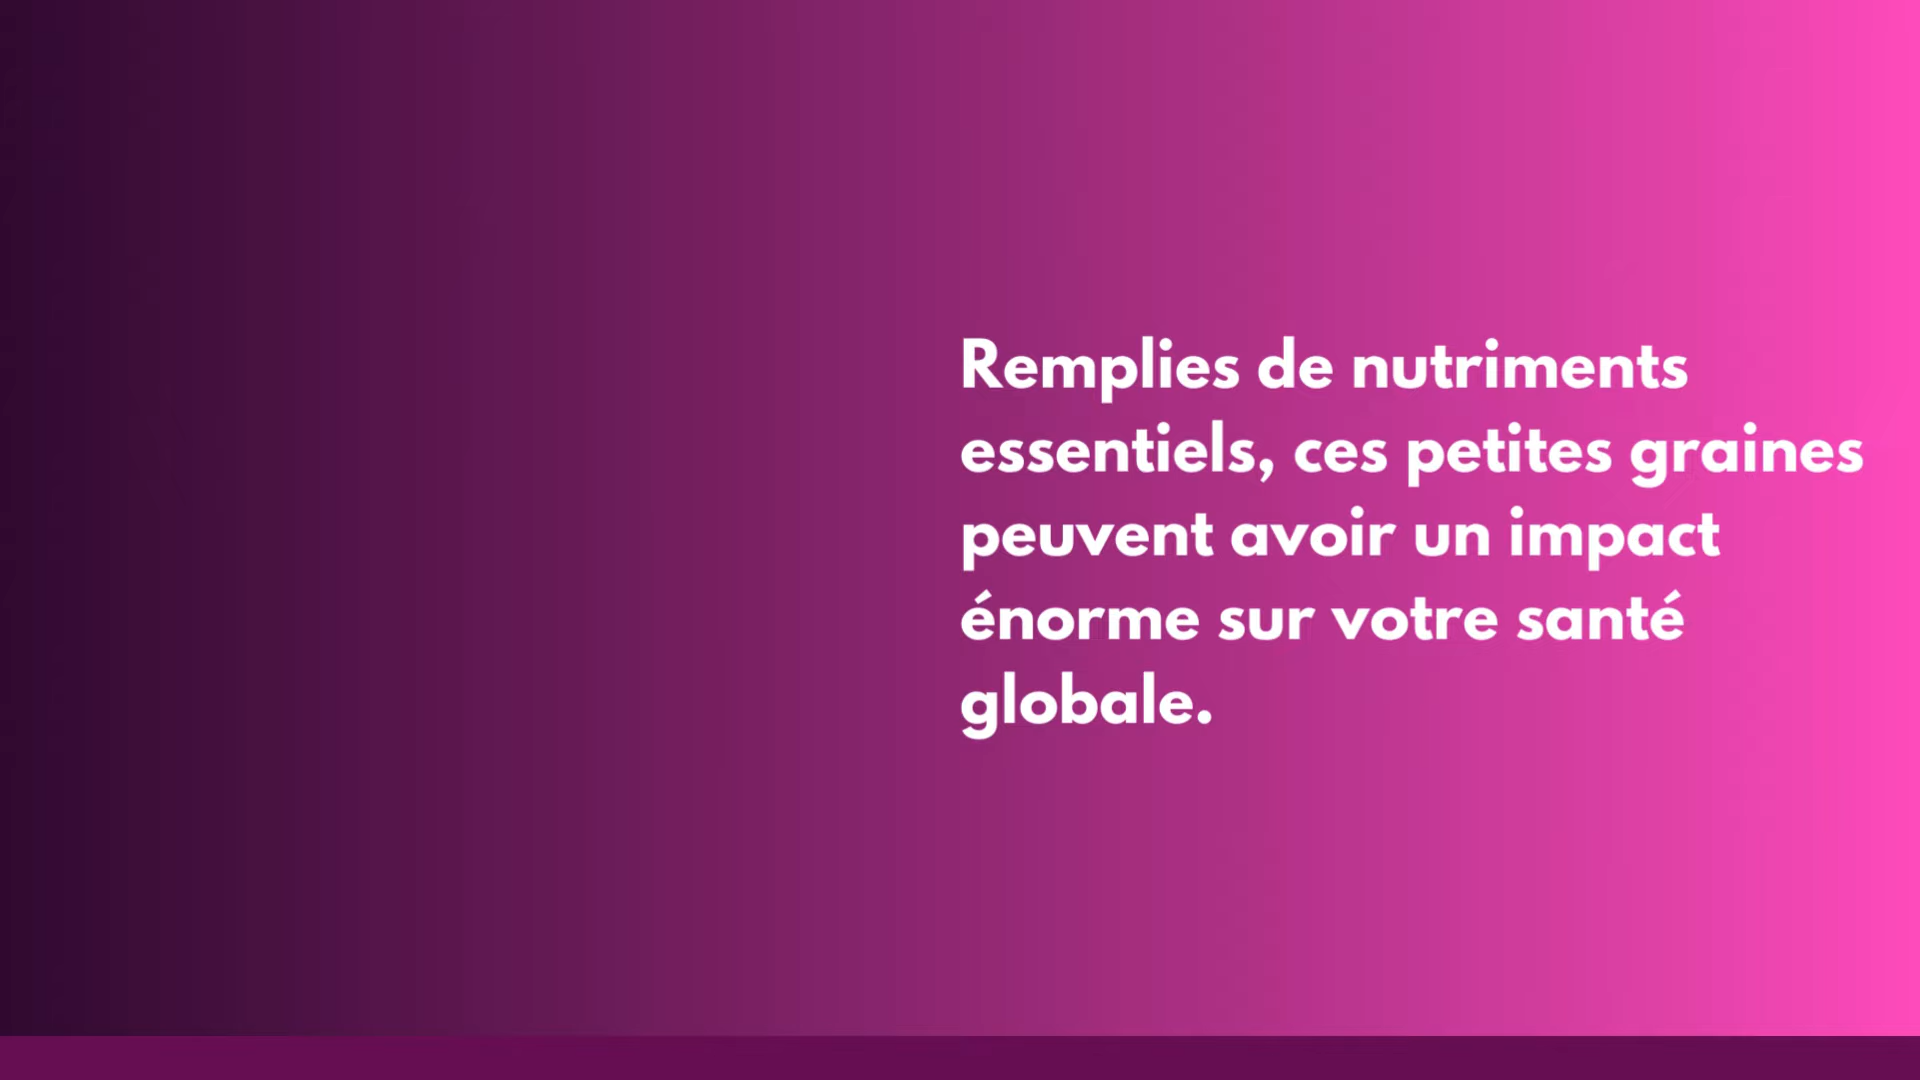 Remplies de nutriments
essentiels, ces petites graines
peuvent avoir un impact
énorme sur votre santé
globale.